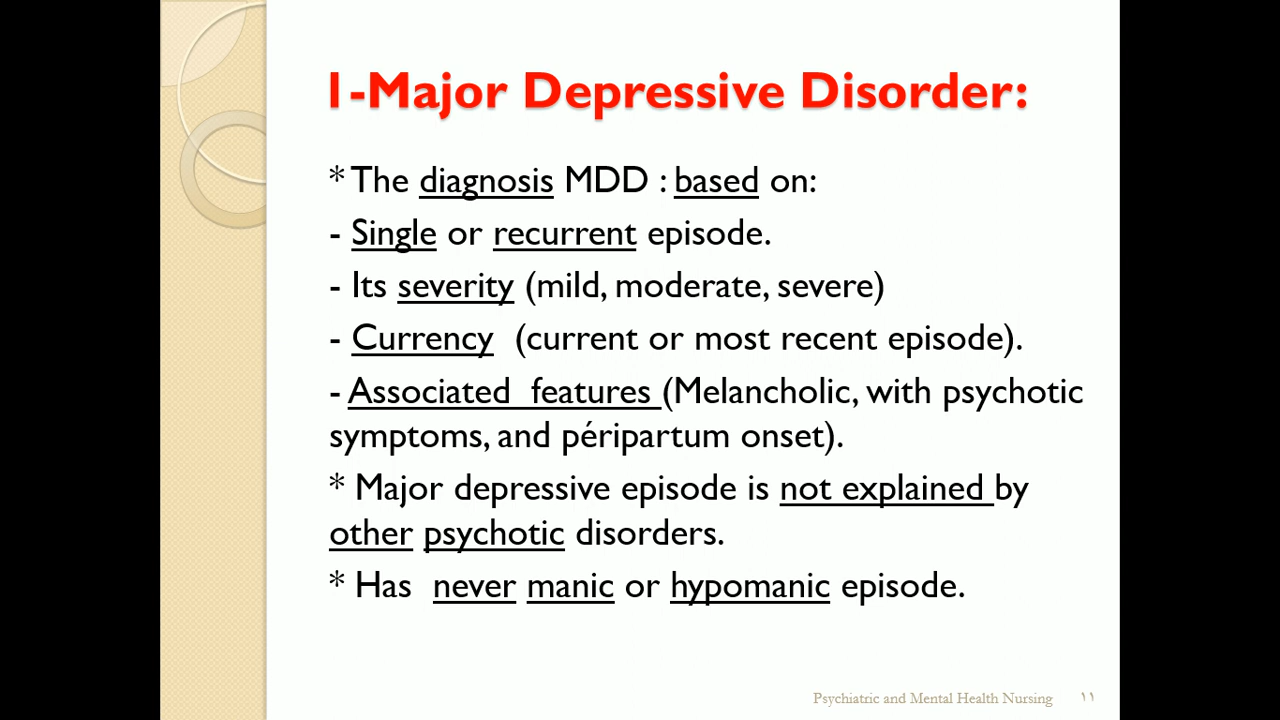 1-Major Depressive Disorder:
* The diagnosis MDD : based on:
- Single or recurrent episode.
- Its severity (mild, moderate, severe)
- Currency (current or most recent episode).
- Associated features (Melancholic, with psychotic
symptoms, and péripartum onset).
* Major depressive episode is not explained by
other psychotic disorders.
* Has never manic or hypomanic episode.
Psychiatric and Mental Health Nursing ١١